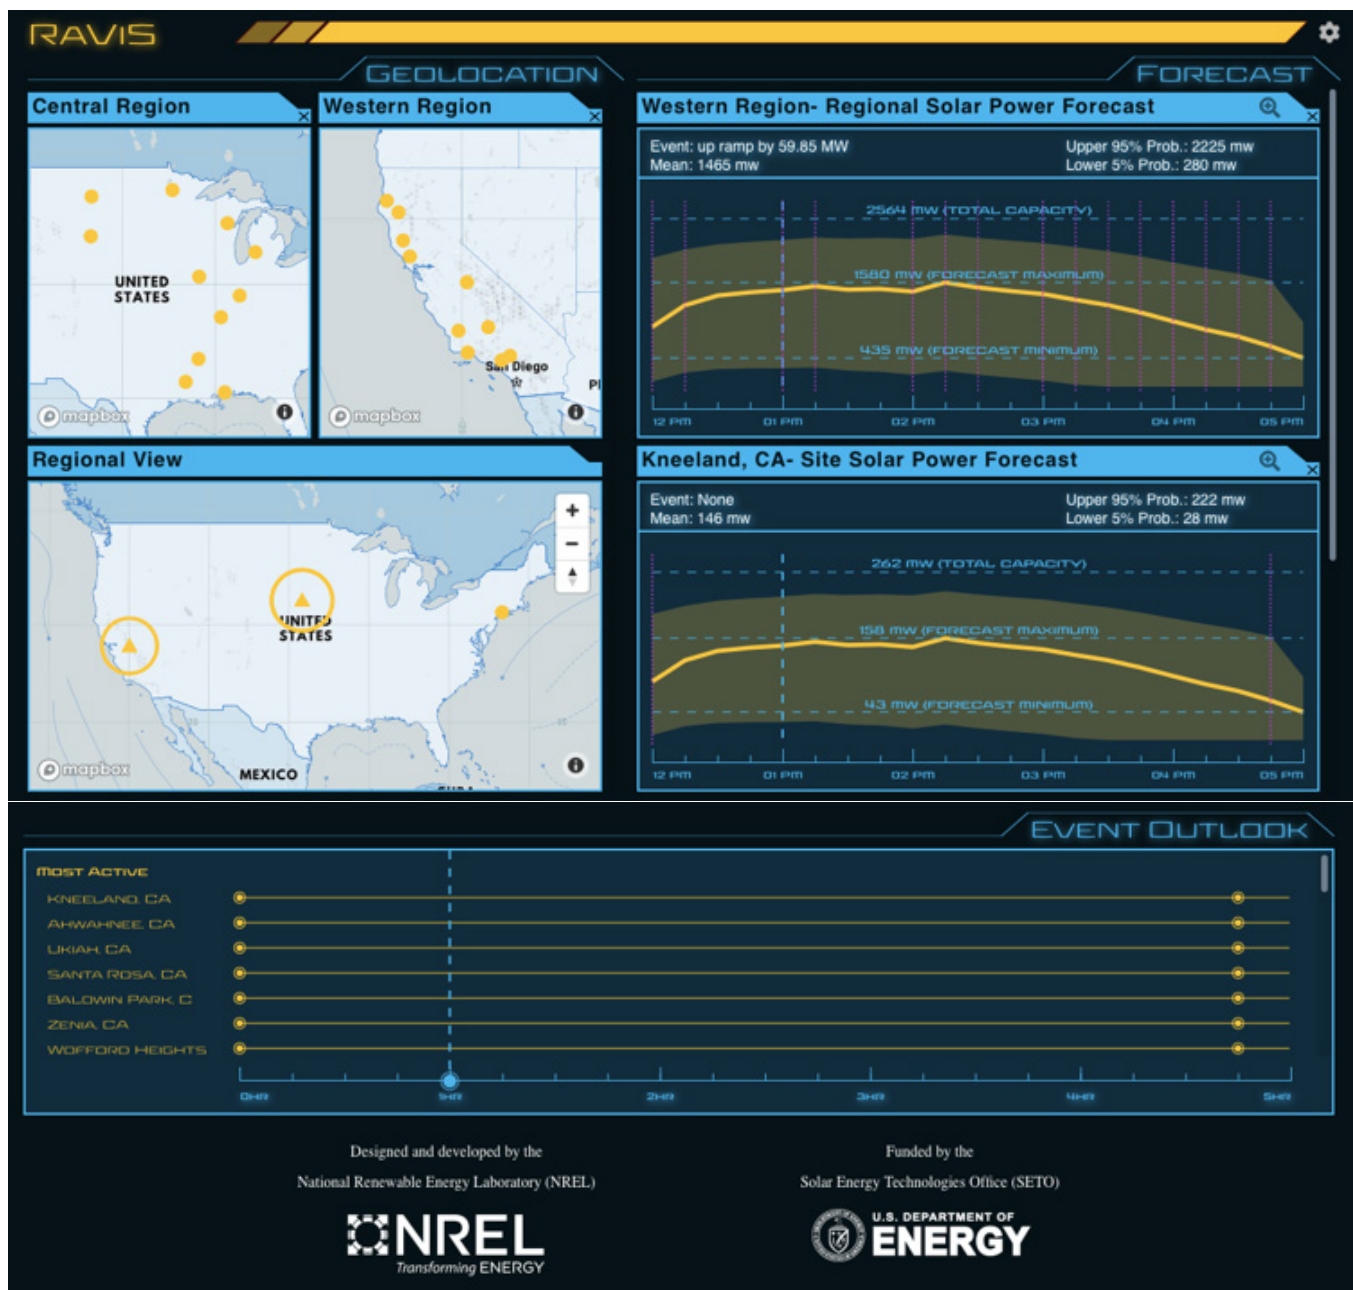 RAVIS
GEOLOCATION
FORECAST
Central Region
Western Region
Western Region- Regional Solar Power Forecast
UNITED
STATES
mapbox
San Diego
mapbox
Event: up ramp by 59.85 MW
Mean: 1465 mw
Upper 95% Prob.: 2225 mw
Lower 5% Prob.: 280 mw
2564 MW (TOTAL CAPACITY)
1580 MW (FORECAST MAXIMUM)
435 MW (FORECAST MINIMUM)
12 PM 01 PM 02 PM 03 PM 04 PM 05 PM
Regional View
UNITED
STATES
MEXICO
mapbox
Kneeland, CA- Site Solar Power Forecast
Event: None
Mean: 146 mw
Upper 95% Prob.: 222 mw
Lower 5% Prob.: 28 mw
262 MW (TOTAL CAPACITY)
158 MW (FORECAST MAXIMUM)
43 MW (FORECAST MINIMUM)
12 PM 01 PM 02 PM 03 PM 04 PM 05 PM
EVENT OUTLOOK
MOST ACTIVE
KNEELAND, CA
AHWAHNEE, CA
UKIAH, CA
SANTA ROSA, CA
BALDWIN PARK, C
ZENIA, CA
WOFFORD HEIGHTS
0HR 1HR 2HR 3HR 4HR 5HR
Designed and developed by the
National Renewable Energy Laboratory (NREL)
NREL
Transforming ENERGY
Funded by the
Solar Energy Technologies Office (SETO)
U.S. DEPARTMENT OF
ENERGY